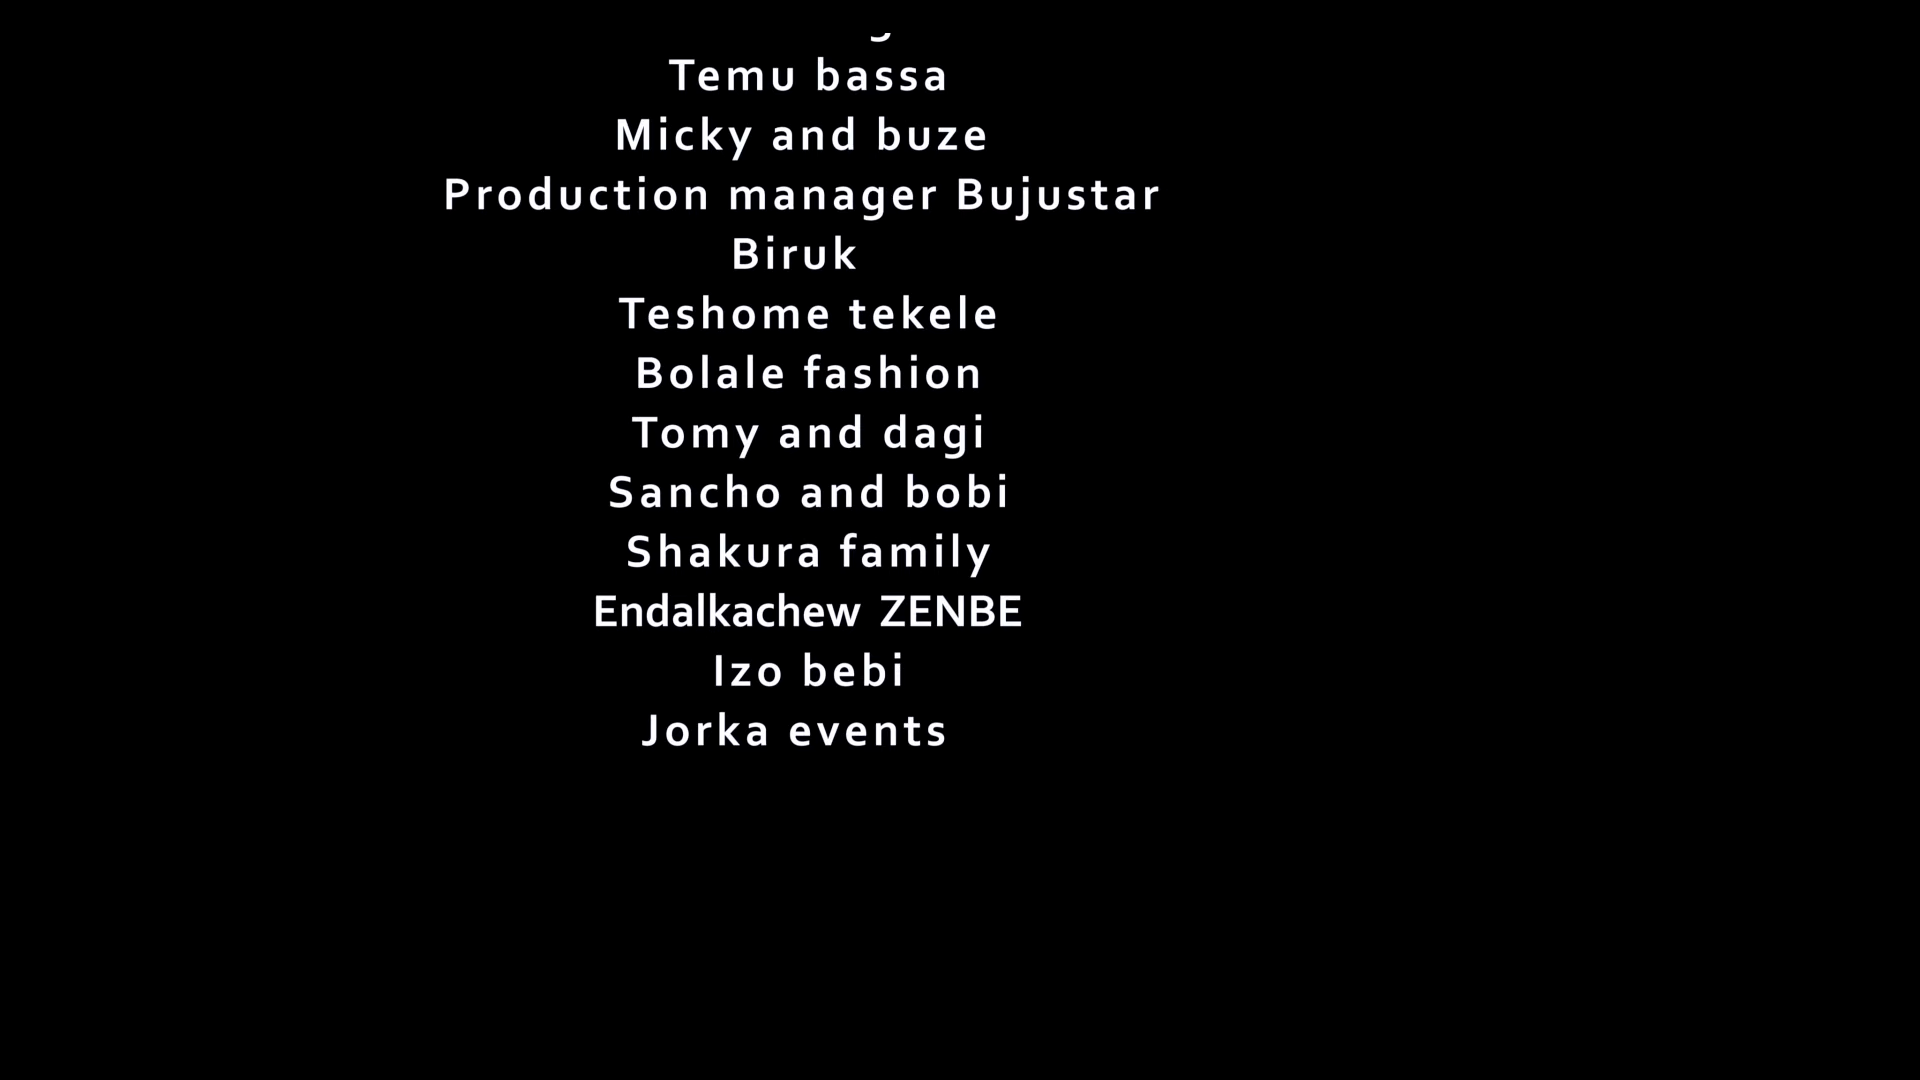 Temu bassa
Micky and buze
Production manager Bujustar
Biruk
Teshome tekele
Bolale fashion
Tomy and dagi
Sancho and bobi
Shakura family
Endalkachew ZENBE
Izo bebi
Jorka events